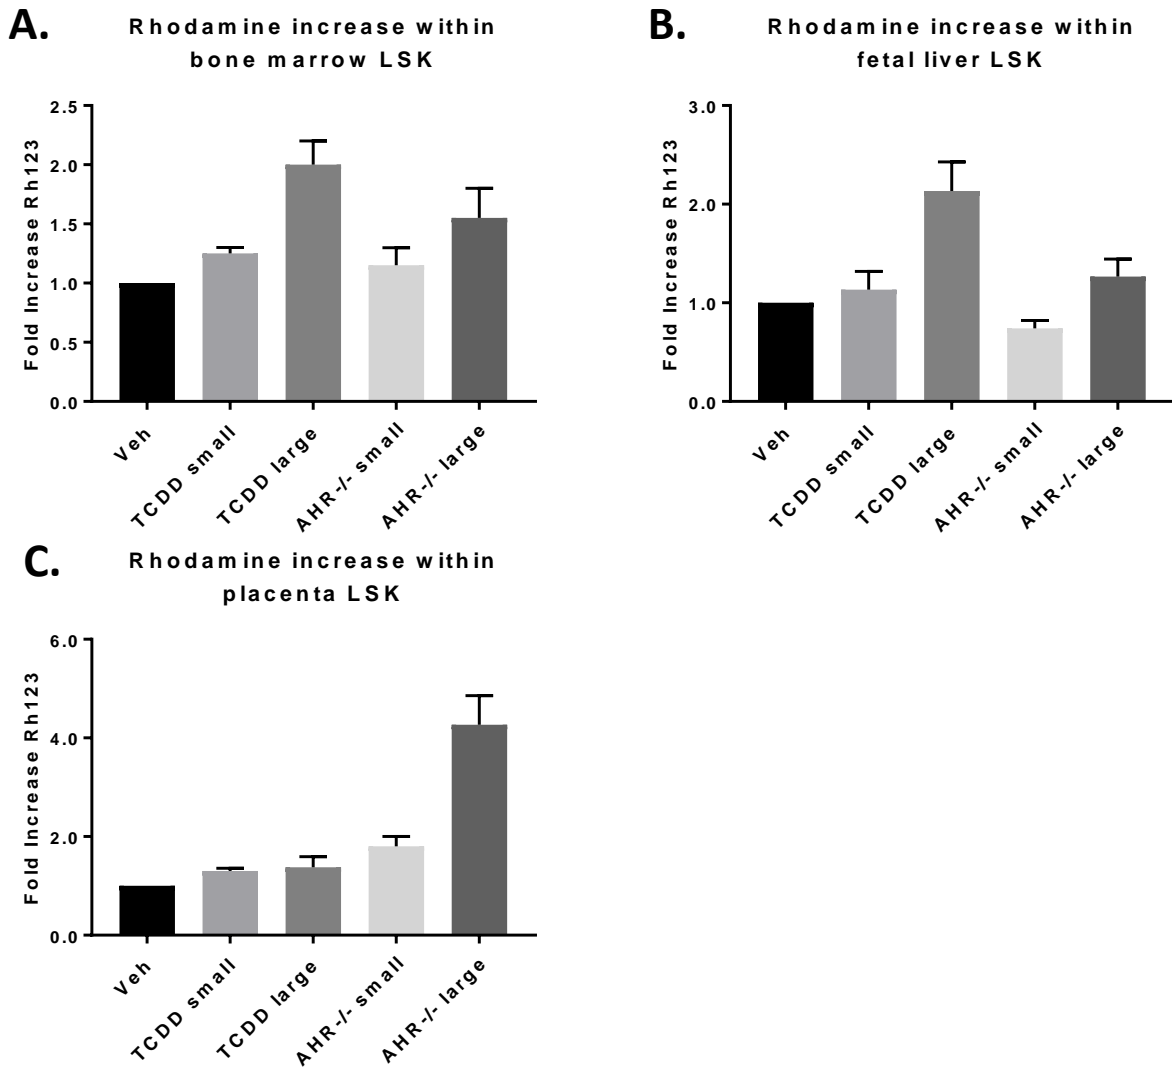 A.
Rhodamine increase within
bone marrow LSK
Fold Increase Rh123
2.5
2.0
1.5
1.0
0.5
0.0
Veh
TCDD small
TCDD large
AHR-/- small
AHR-/- large
B.
Rhodamine increase within
fetal liver LSK
Fold Increase Rh123
3.0
2.0
1.0
0.0
Veh
TCDD small
TCDD large
AHR-/- small
AHR-/- large
C.
Rhodamine increase within
placenta LSK
Fold Increase Rh123
6.0
4.0
2.0
0.0
Veh
TCDD small
TCDD large
AHR-/- small
AHR-/- large